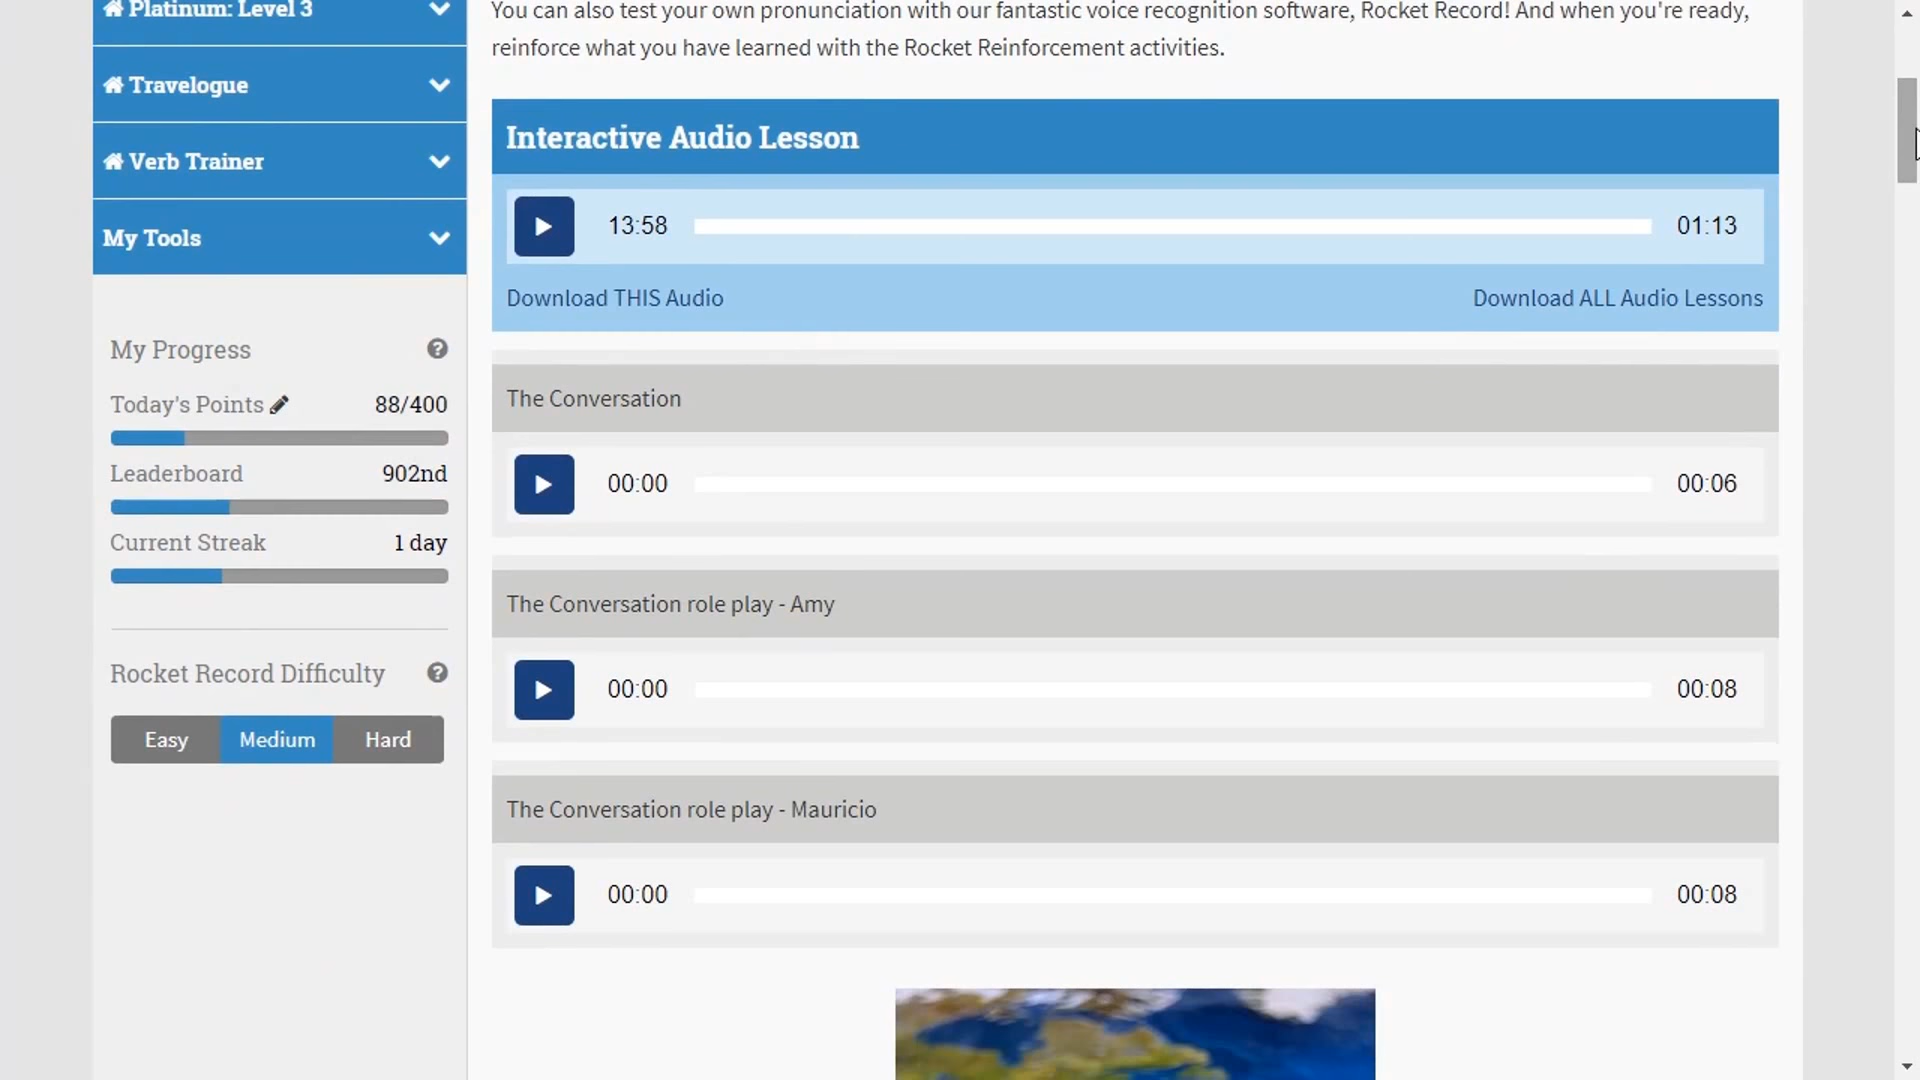 Platinum: Level 3
Travelogue
Verb Trainer
My Tools
My Progress
Today's Points 88/400
Leaderboard 902nd
Current Streak 1 day
Rocket Record Difficulty
Easy Medium Hard
You can also test your own pronunciation with our fantastic voice recognition software, Rocket Record! And when you're ready,
reinforce what you have learned with the Rocket Reinforcement activities.
Interactive Audio Lesson
13:58 01:13
Download THIS Audio Download ALL Audio Lessons
The Conversation
00:00 00:06
The Conversation role play - Amy
00:00 00:08
The Conversation role play - Mauricio
00:00 00:08